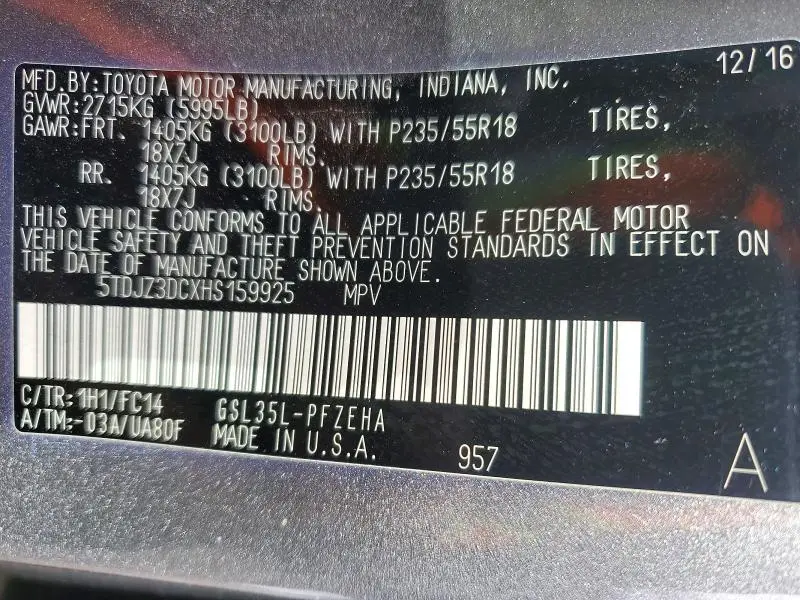 12/16
MFD.BY:TOYOTA MOTOR MANUFACTURING, INDIANA, INC.
GVWR:2715KG (5995LB)
GAWR:FRT. 1405KG (3100LB) WITH P235/55R18 TIRES,
18X7J RIMS.
RR. 1405KG (3100LB) WITH P235/55R18 TIRES,
18X7J RIMS.
THIS VEHICLE CONFORMS TO ALL APPLICABLE FEDERAL MOTOR
VEHICLE SAFETY AND THEFT PREVENTION STANDARDS IN EFFECT ON
THE DATE OF MANUFACTURE SHOWN ABOVE.
5TDJZ3DCXHS159925 MPV
C/TR:1H1/FC14 GSL35L-PFZEHA
A/TM:-03A/UA80F MADE IN U.S.A. 957 A